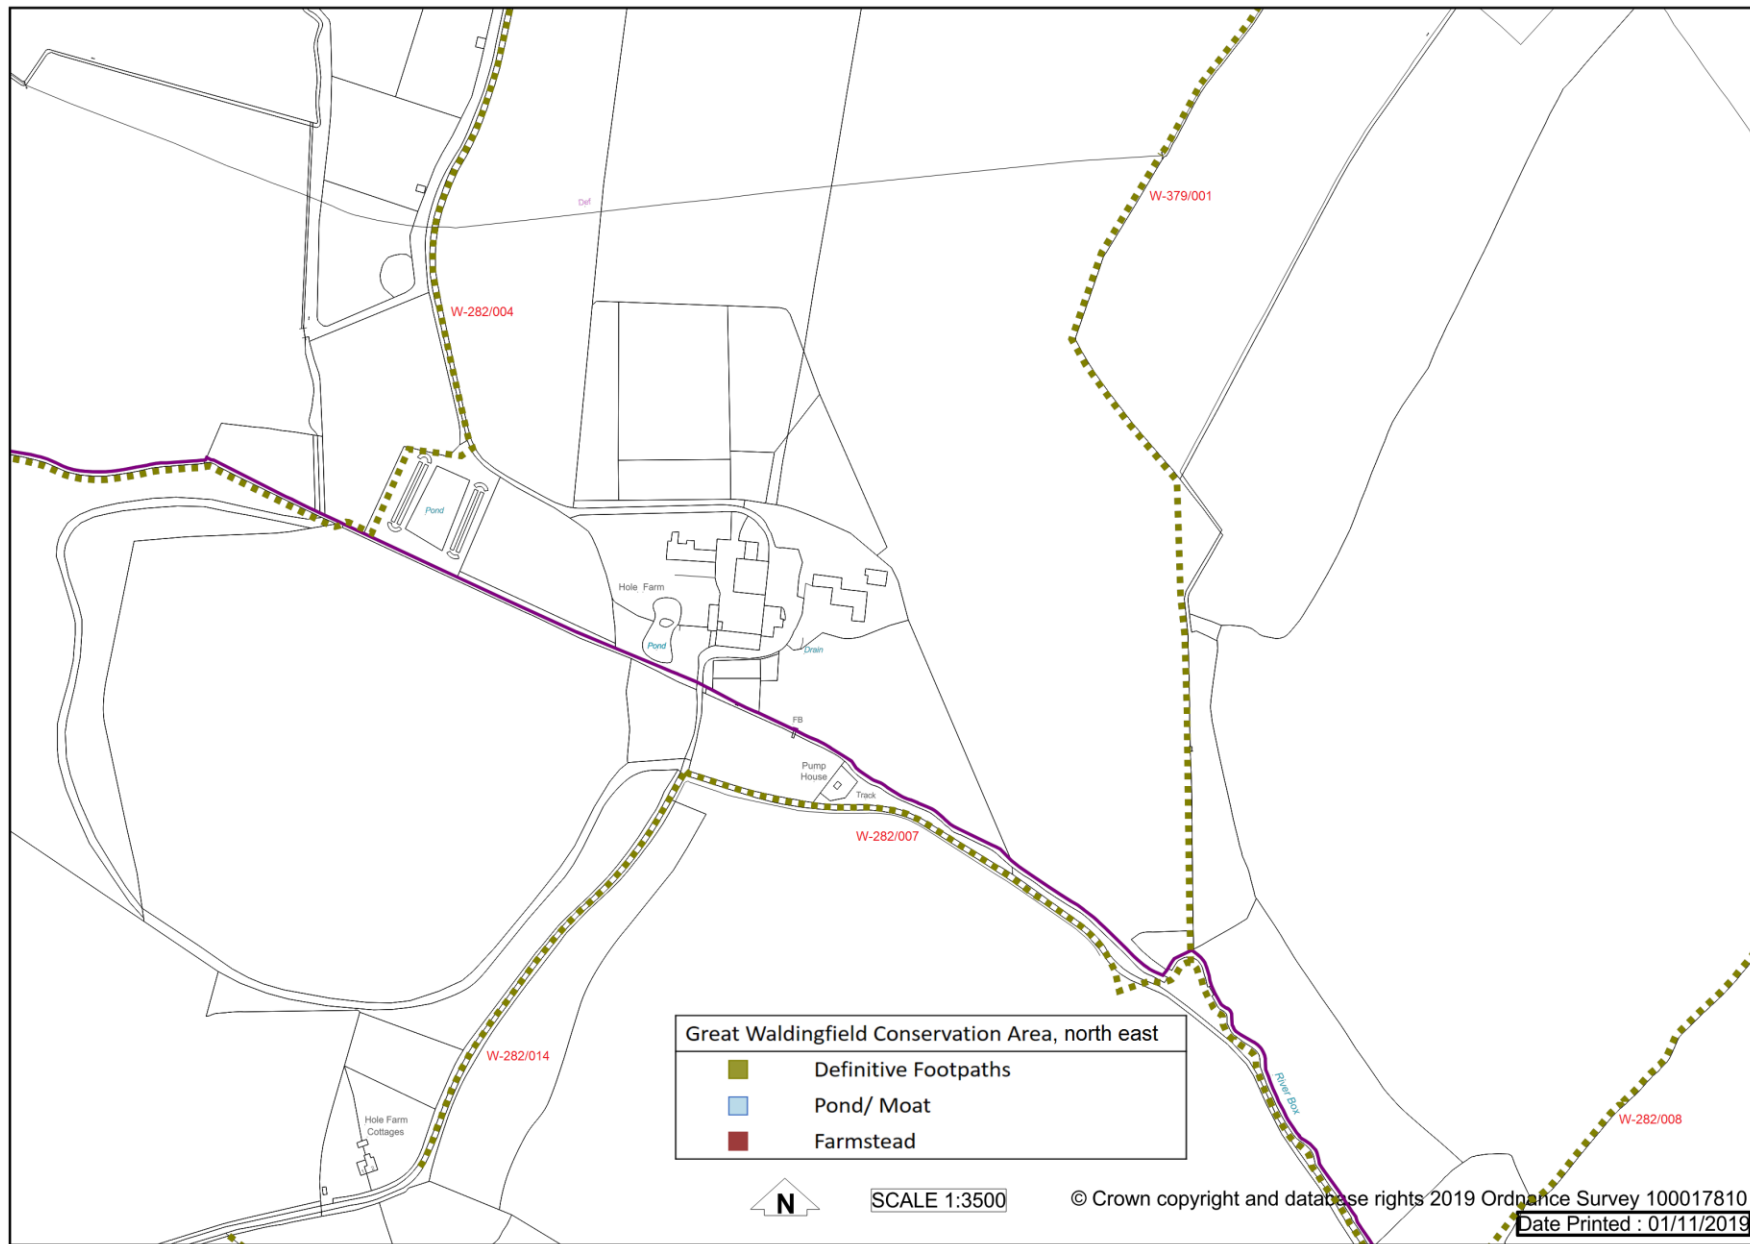 W-379/001
Def
W-282/004
Pond
Hole Farm
Pond
Drain
FB
Pump
House
Track
W-282/007
Great Waldingfield Conservation Area, north east
Definitive Footpaths
Pond/ Moat
Farmstead
W-282/014
River Box
Hole Farm
Cottages
W-282/008
N
SCALE 1:3500
© Crown copyright and database rights 2019 Ordnance Survey 100017810
Date Printed : 01/11/2019